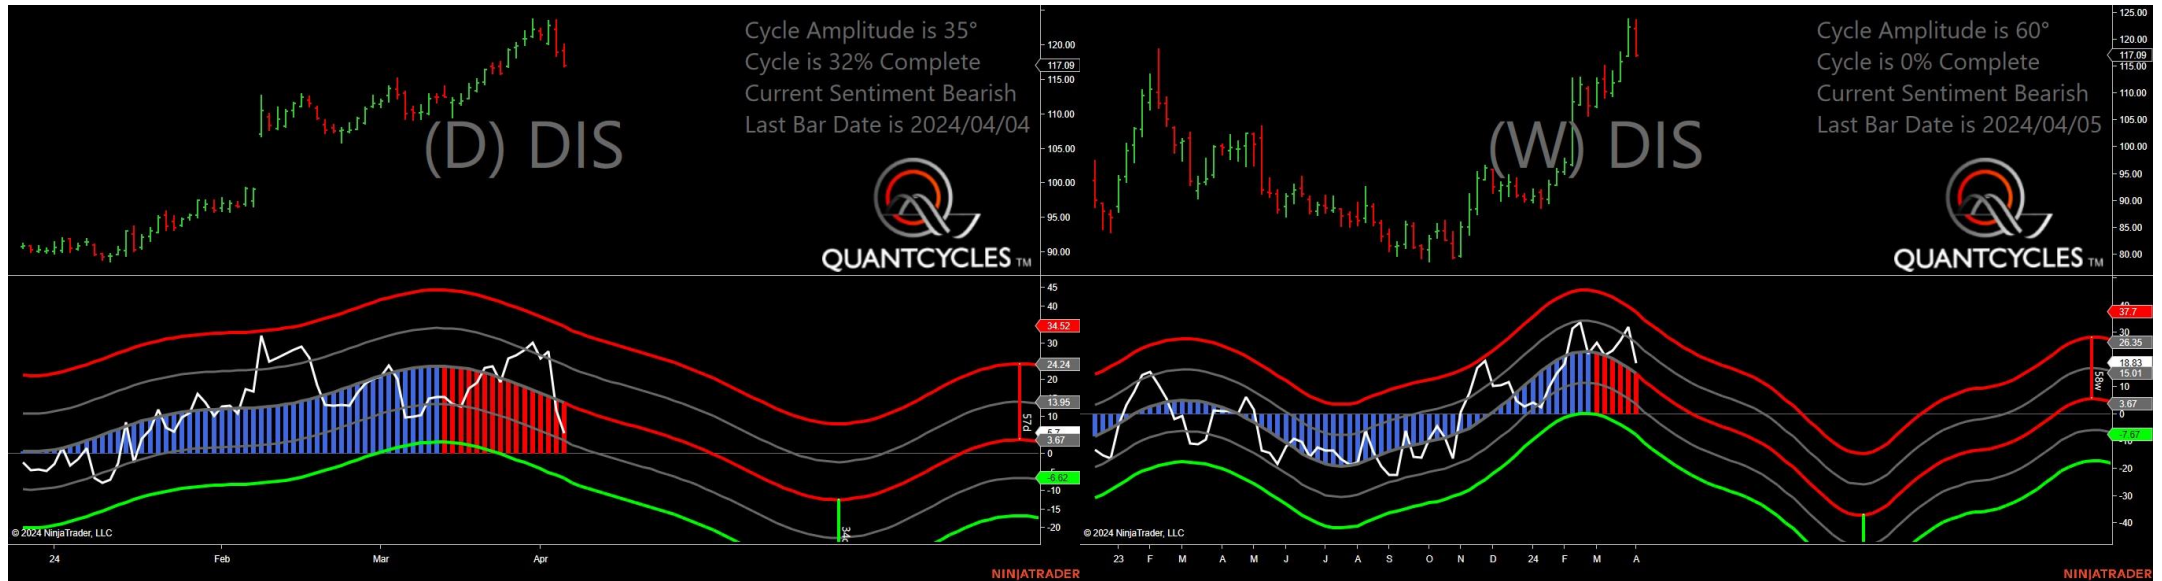 Cycle Amplitude is 35°
Cycle is 32% Complete
Current Sentiment Bearish
Last Bar Date is 2024/04/04
(D) DIS
QUANTCYCLES TM
120.00
117.09
115.00
110.00
105.00
100.00
95.00
90.00
45
40
34.52
30
24.24
20
13.95
10
5.7
3.67
0
-6.62
-10
-15
-20
57d
34d
© 2024 NinjaTrader, LLC
24 Feb Mar Apr
NINJATRADER
Cycle Amplitude is 60°
Cycle is 0% Complete
Current Sentiment Bearish
Last Bar Date is 2024/04/05
(W) DIS
QUANTCYCLES TM
125.00
120.00
117.09
115.00
110.00
105.00
100.00
95.00
90.00
85.00
80.00
40
37.7
30
26.35
18.83
15.01
10
3.67
0
-7.67
-10
-20
-30
-40
58w
© 2024 NinjaTrader, LLC
23 F M A M J J A S O N D 24 F M A
NINJATRADER